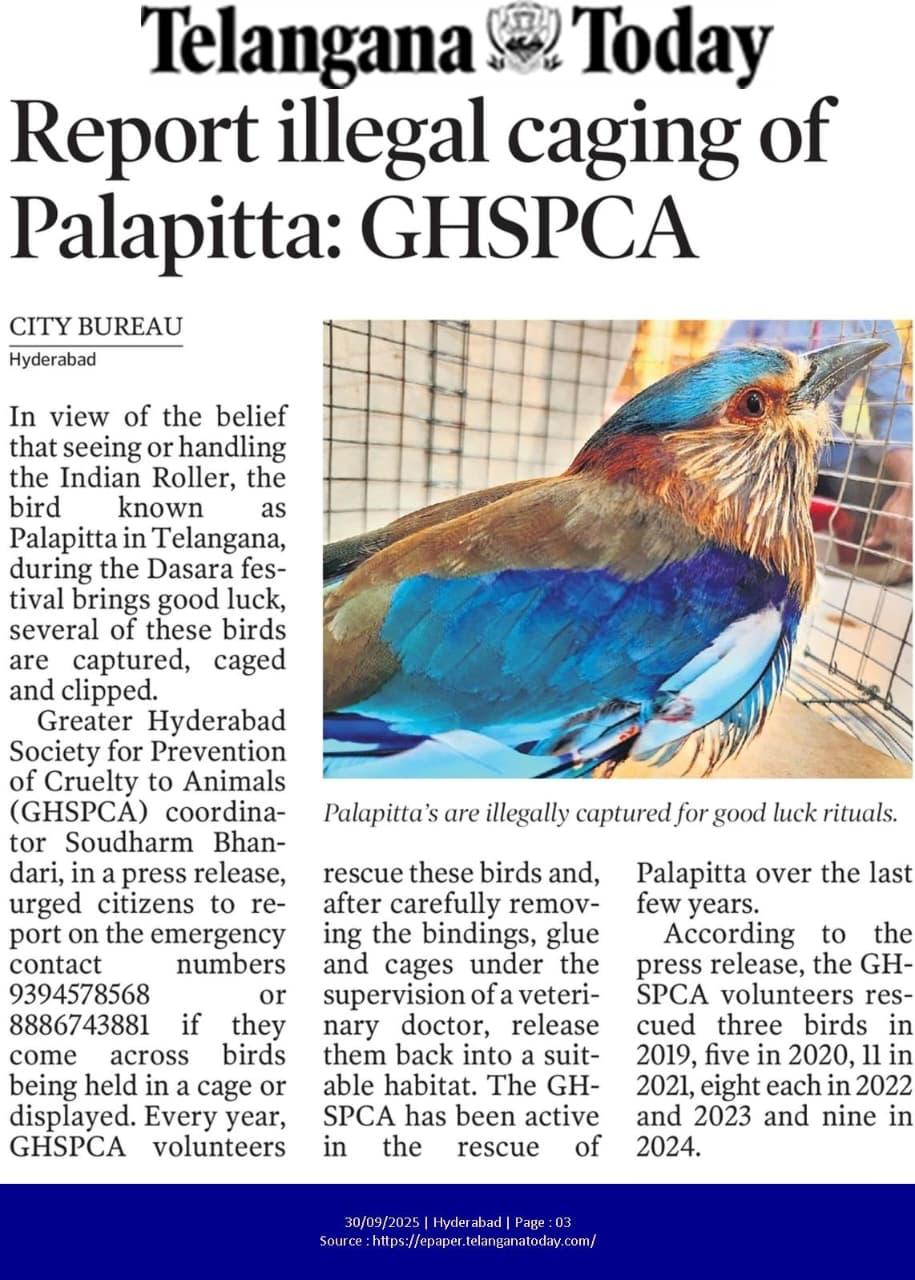 Telangana Today
Report illegal caging of
Palapitta: GHSPCA
CITY BUREAU
Hyderabad
In view of the belief
that seeing or handling
the Indian Roller, the
bird known as
Palapitta in Telangana,
during the Dasara fes-
tival brings good luck,
several of these birds
are captured, caged
and clipped.
Greater Hyderabad
Society for Prevention
of Cruelty to Animals
(GHSPCA) coordina-
tor Soudharm Bhan-
dari, in a press release,
urged citizens to re-
port on the emergency
contact numbers
9394578568 or
8886743881 if they
come across birds
being held in a cage or
displayed. Every year,
GHSPCA volunteers
Palapitta's are illegally captured for good luck rituals.
rescue these birds and,
after carefully remov-
ing the bindings, glue
and cages under the
supervision of a veteri-
nary doctor, release
them back into a suit-
able habitat. The GH-
SPCA has been active
in the rescue of
Palapitta over the last
few years.
According to the
press release, the GH-
SPCA volunteers res-
cued three birds in
2019, five in 2020, 11 in
2021, eight each in 2022
and 2023 and nine in
2024.
30/09/2025 | Hyderabad | Page : 03
Source : https://epaper.telanganatoday.com/